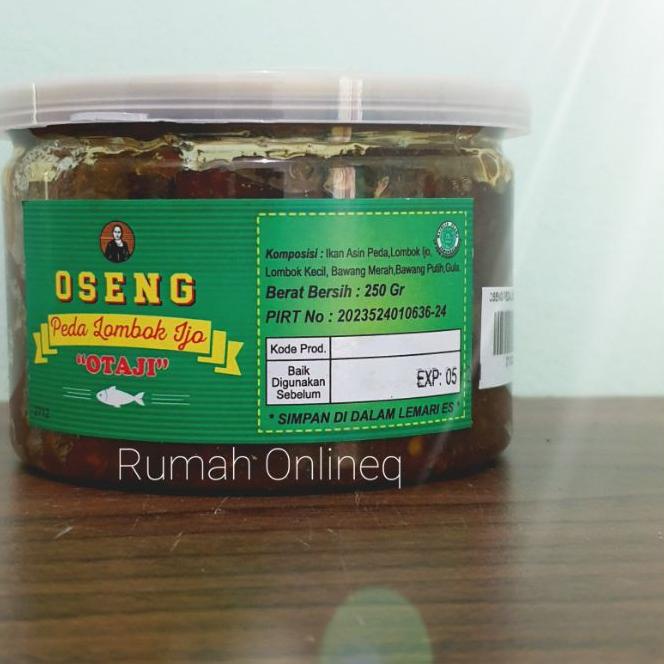 OSENG
Peda Lombok Ijo
"OTAJI"
Komposisi : Ikan Asin Peda,Lombok Ijo,
Lombok Kecil, Bawang Merah,Bawang Putih,Gula.
Berat Bersih : 250 Gr
PIRT No : 2023524010636-24
Kode Prod.
Baik
Digunakan
Sebelum
EXP: 05
* SIMPAN DI DALAM LEMARI ES *
Rumah Onlineq